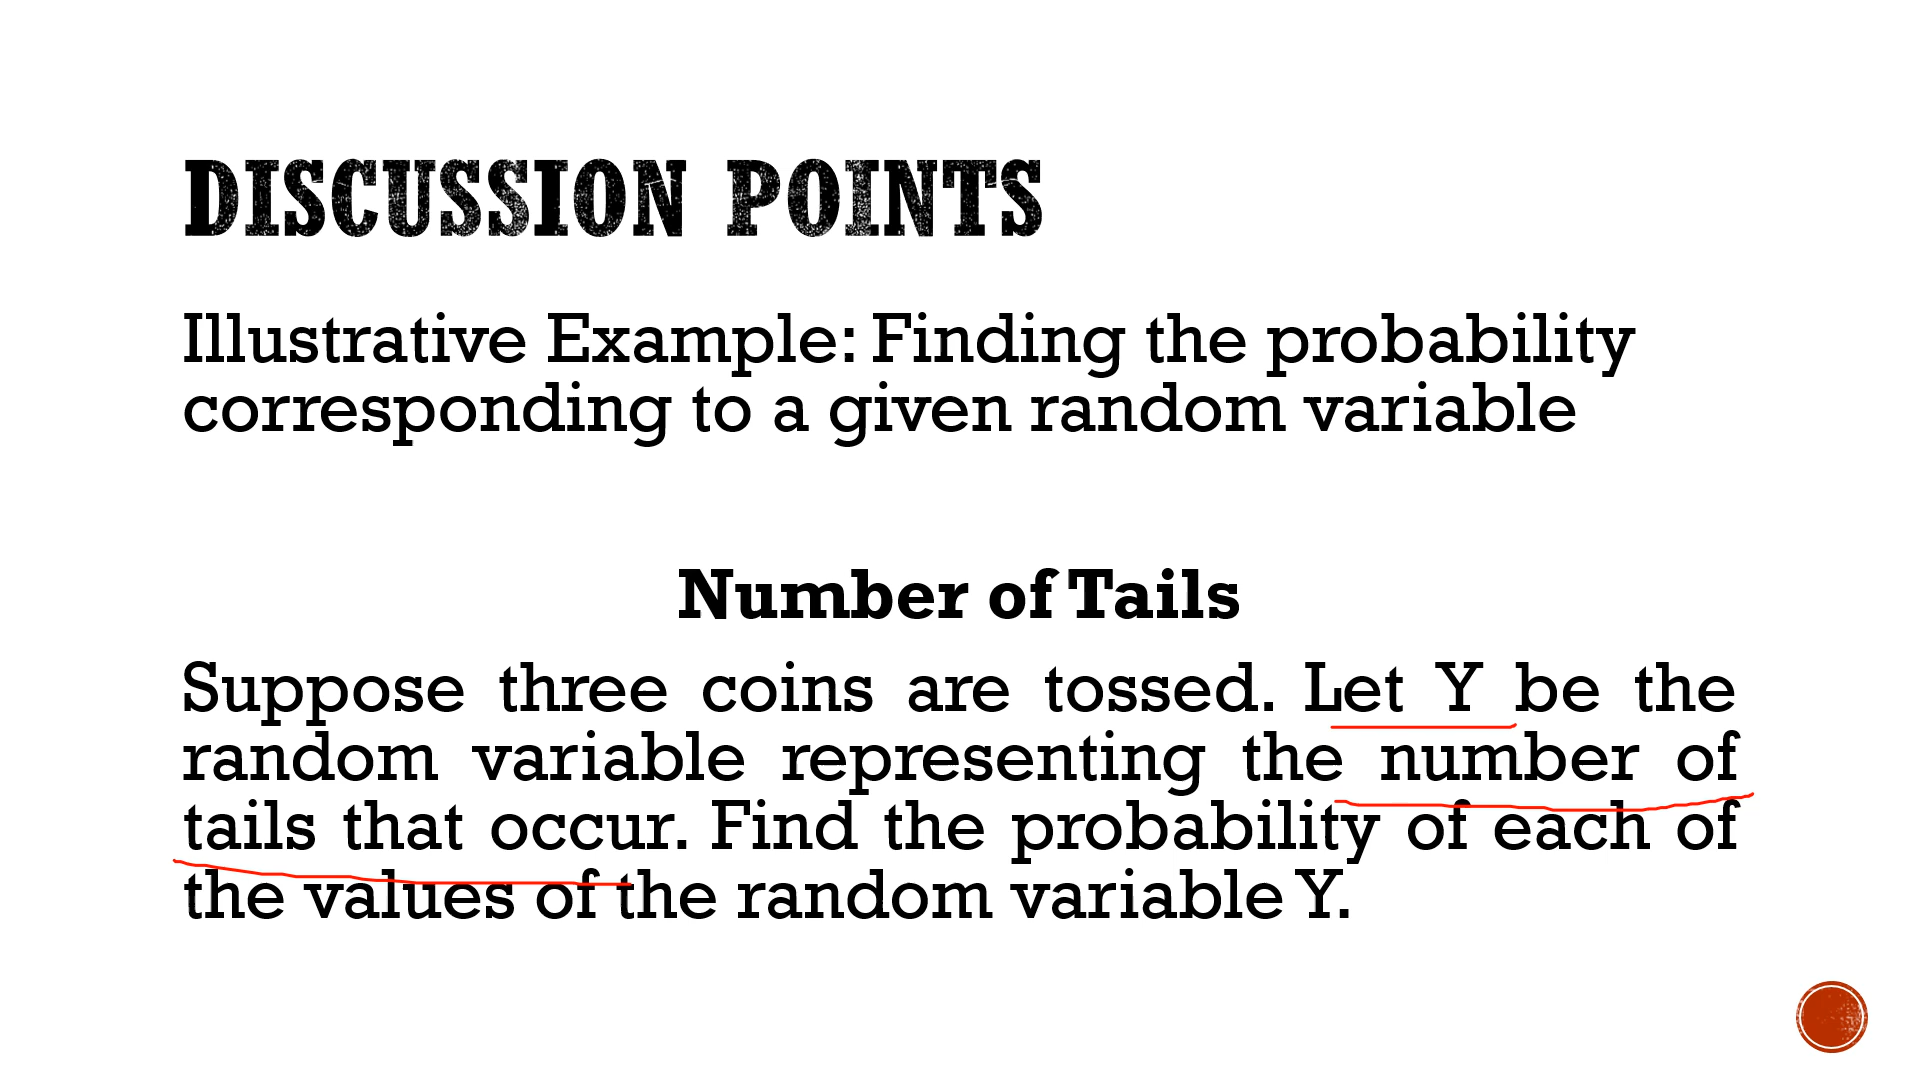 DISCUSSION POINTS
Illustrative Example: Finding the probability
corresponding to a given random variable
Number of Tails
Suppose three coins are tossed. Let Y be the
random variable representing the number of
tails that occur. Find the probability of each of
the values of the random variable Y.